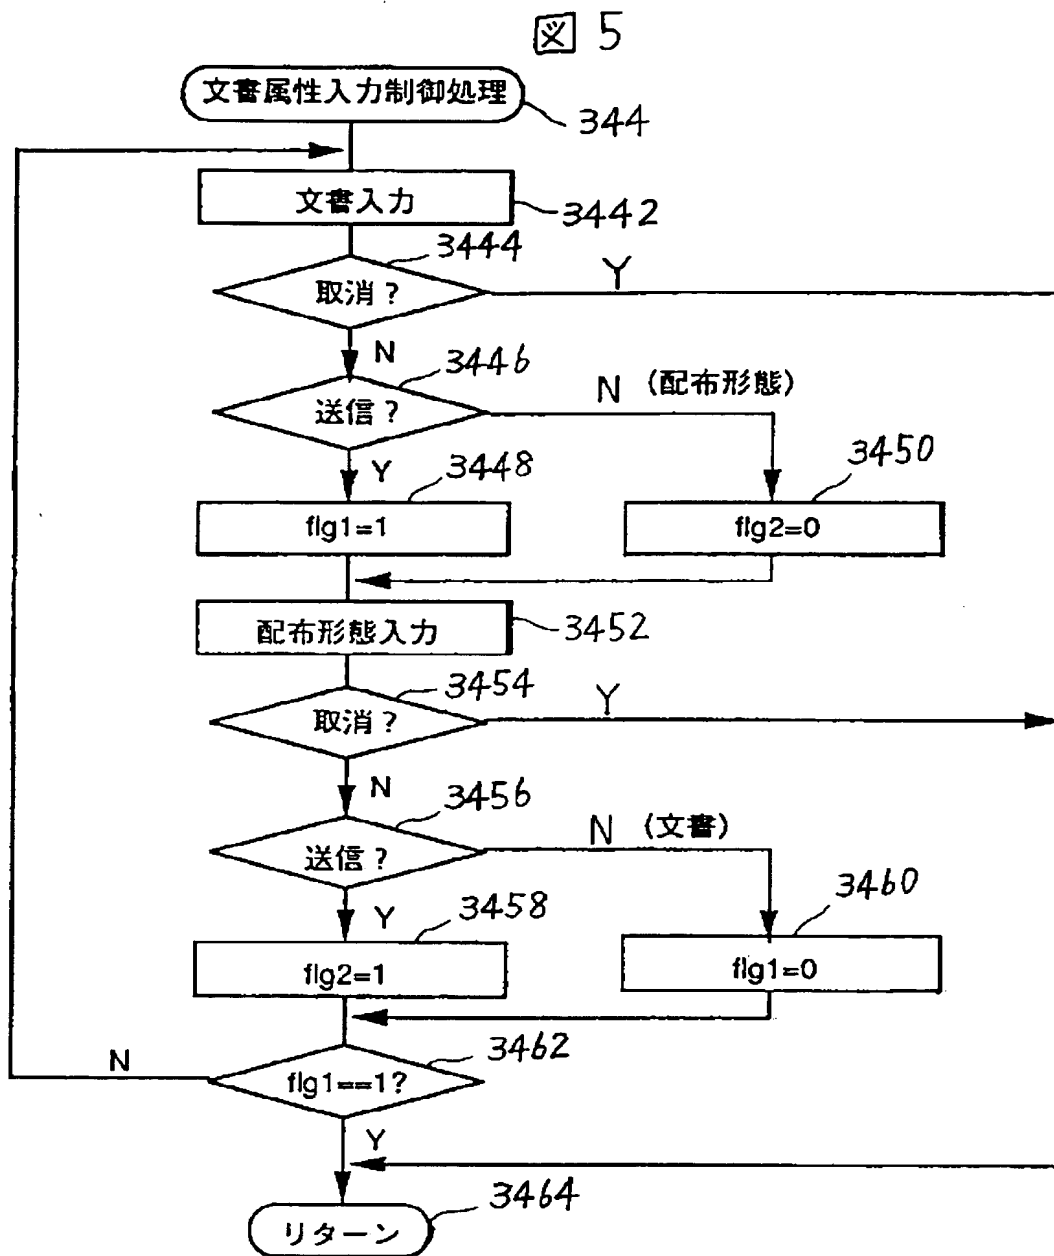 図 5
文書属性入力制御処理
344
文書入力
3442
3444
取消？
Y
N
3446
送信？
N (配布形態)
Y
3448
3450
flg1=1
flg2=0
配布形態入力
3452
3454
取消？
Y
N
3456
送信？
N (文書)
Y
3458
3460
flg2=1
flg1=0
3462
N
flg1==1?
Y
3464
リターン